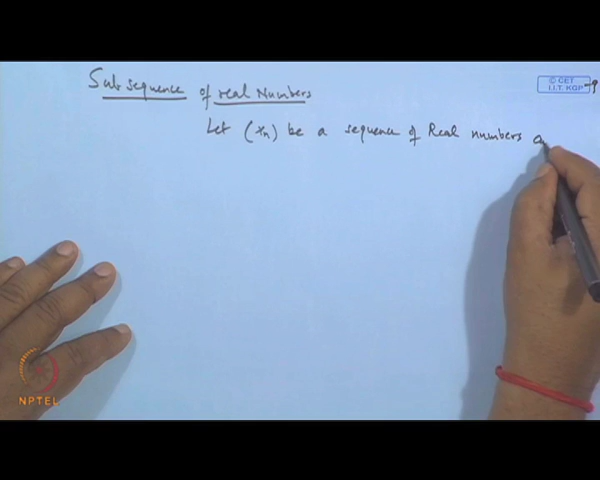 Subsequence of real Numbers
© CET
I.I.T. KGP
Let (xn) be a sequence of Real numbers
NPTEL